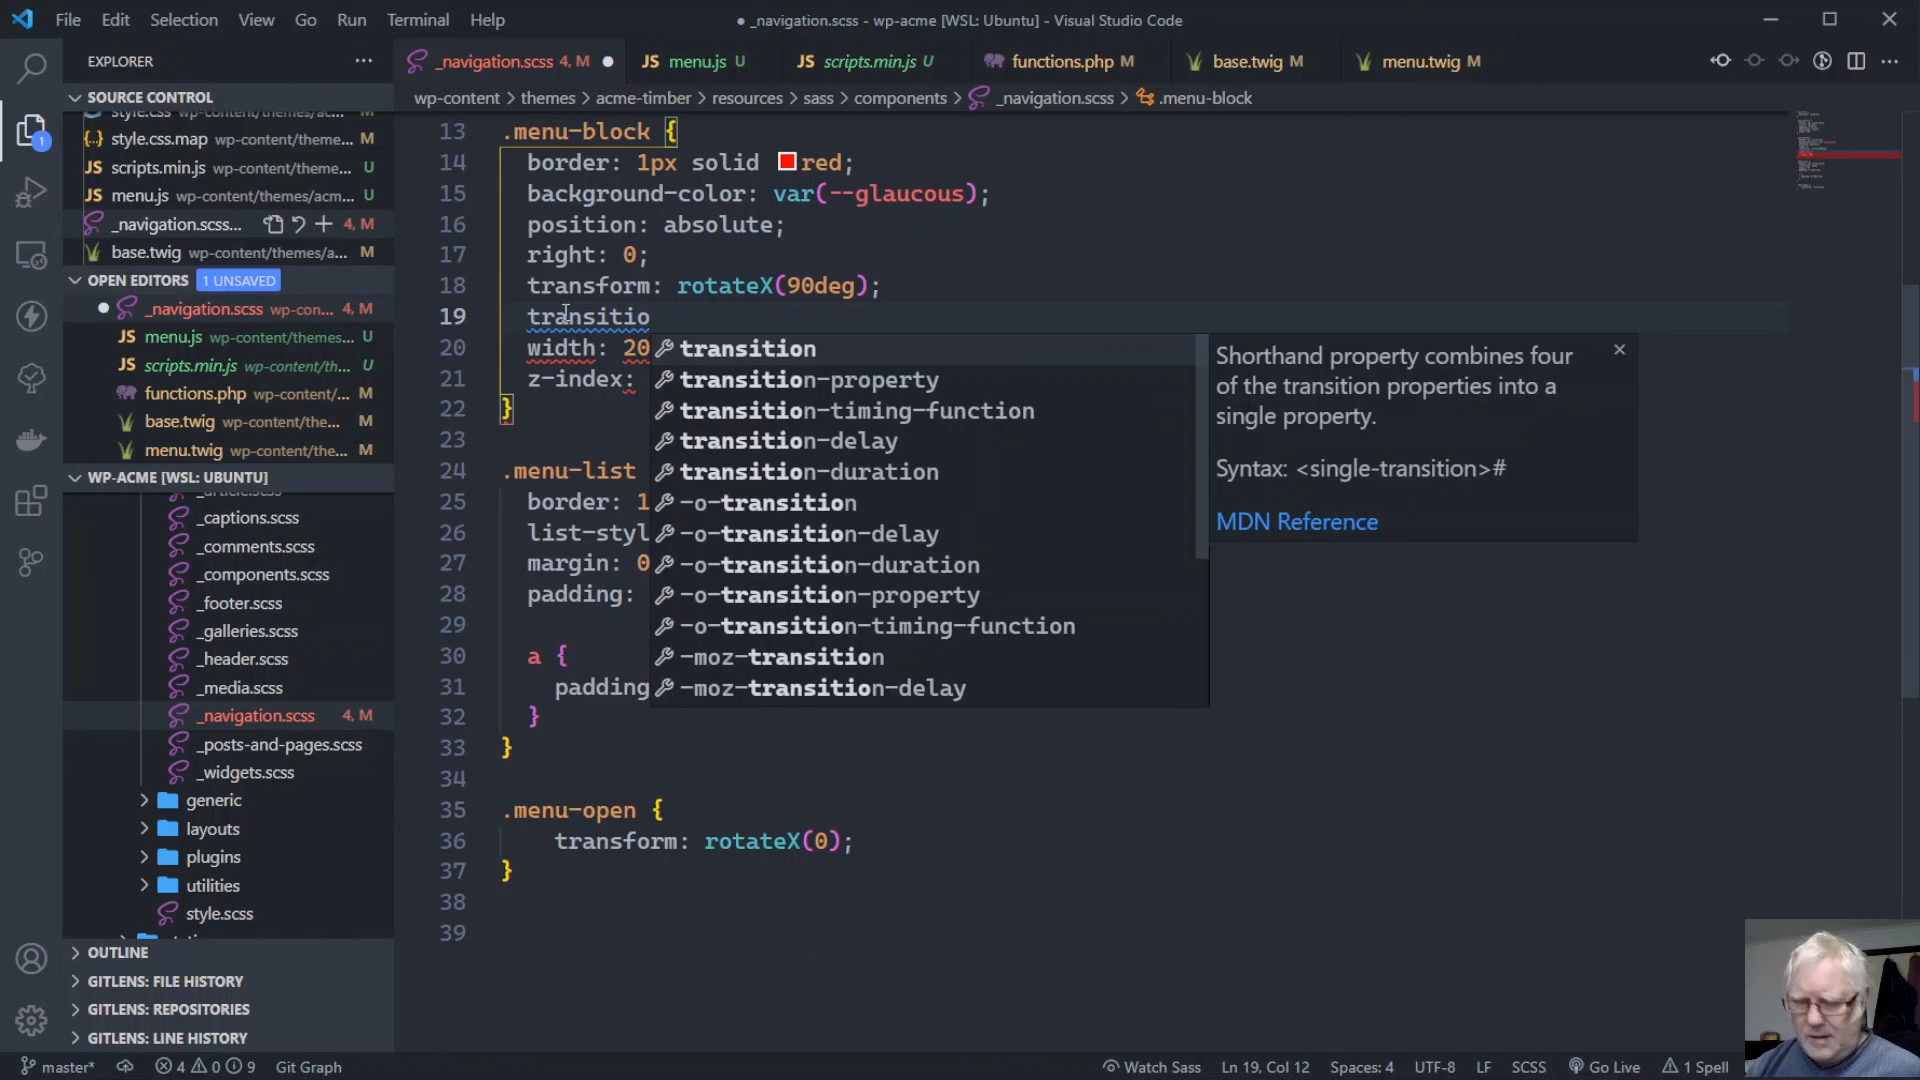 File Edit Selection View Go Run Terminal Help
● _navigation.scss - wp-acme [WSL: Ubuntu] - Visual Studio Code
EXPLORER
SOURCE CONTROL
style.css.map wp-content/theme... M
JS scripts.min.js wp-content/them... U
JS menu.js wp-content/themes/acm... U
_navigation.scss... 4, M
base.twig wp-content/themes/a... M
OPEN EDITORS 1 UNSAVED
_navigation.scss wp-con... 4, M
JS menu.js wp-content/themes... U
JS scripts.min.js wp-content/th... U
functions.php wp-content/... M
base.twig wp-content/the... M
menu.twig wp-content/the... M
WP-ACME [WSL: UBUNTU]
_captions.scss
_comments.scss
_components.scss
_footer.scss
_galleries.scss
_header.scss
_media.scss
_navigation.scss 4, M
_posts-and-pages.scss
_widgets.scss
generic
layouts
plugins
utilities
style.scss
OUTLINE
GITLENS: FILE HISTORY
GITLENS: REPOSITORIES
GITLENS: LINE HISTORY
_navigation.scss 4, M ● JS menu.js U JS scripts.min.js U functions.php M base.twig M menu.twig M
wp-content > themes > acme-timber > resources > sass > components > _navigation.scss > .menu-block
13 .menu-block {
14 border: 1px solid red;
15 background-color: var(--glaucous);
16 position: absolute;
17 right: 0;
18 transform: rotateX(90deg);
19 transitio
20 width: 20
21 z-index:
22 }
23
24 .menu-list
25 border: 1
26 list-styl
27 margin: 0
28 padding:
29
30 a {
31 padding
32 }
33 }
34
35 .menu-open {
36 transform: rotateX(0);
37 }
38
39
transition
transition-property
transition-timing-function
transition-delay
transition-duration
-o-transition
-o-transition-delay
-o-transition-duration
-o-transition-property
-o-transition-timing-function
-moz-transition
-moz-transition-delay
Shorthand property combines four
of the transition properties into a
single property.
Syntax: <single-transition>#
MDN Reference
master* 4 0 9 Git Graph Watch Sass Ln 19, Col 12 Spaces: 4 UTF-8 LF SCSS Go Live 1 Spell